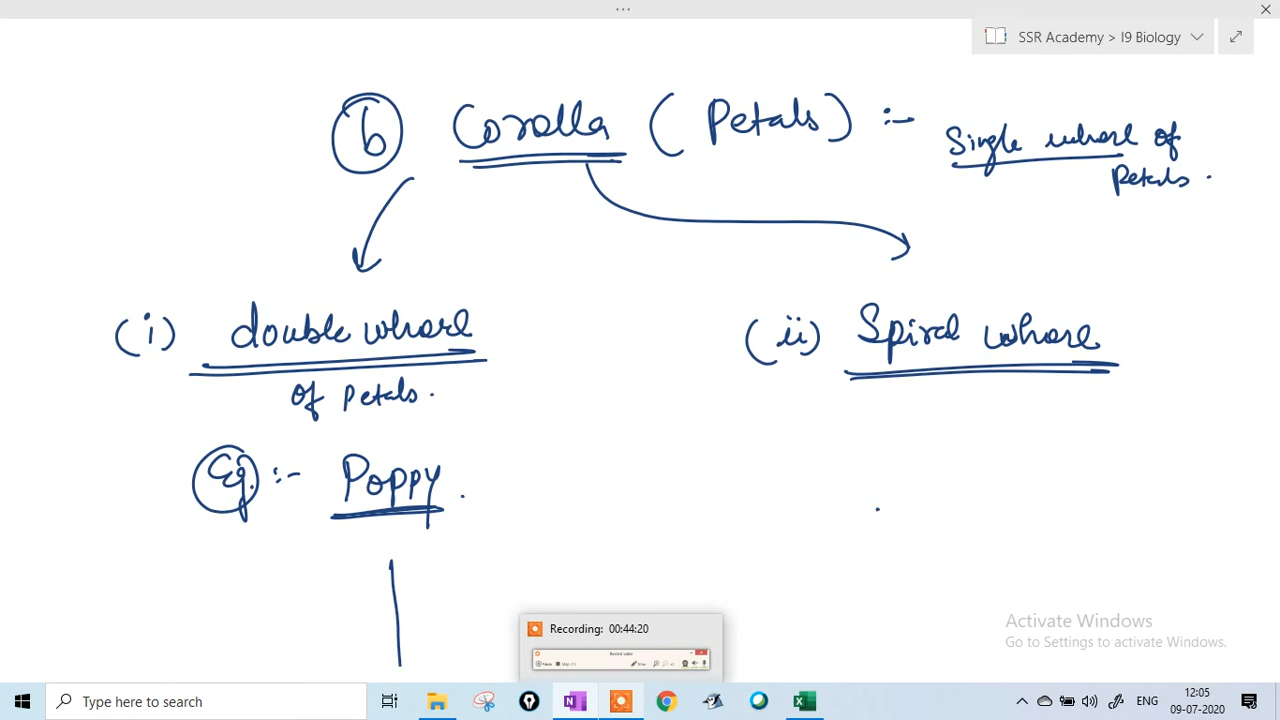 ...
SSR Academy > I9 Biology
b Corolla (Petals) :-
Single whorl of
Petals.
(i) double whorl
of Petals.
(ii) Spiral whorl
Eg. :- Poppy.
Recording: 00:44:20
Activate Windows
Go to Settings to activate Windows.
Type here to search
ENG
12:05
09-07-2020